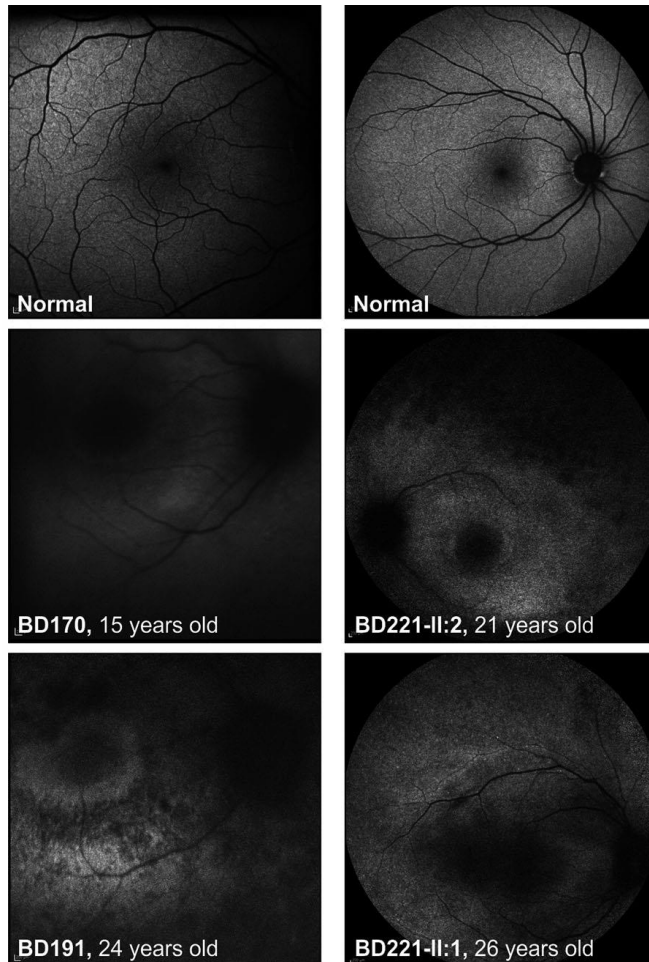 Normal
Normal
BD170, 15 years old
BD221-II:2, 21 years old
BD191, 24 years old
BD221-II:1, 26 years old